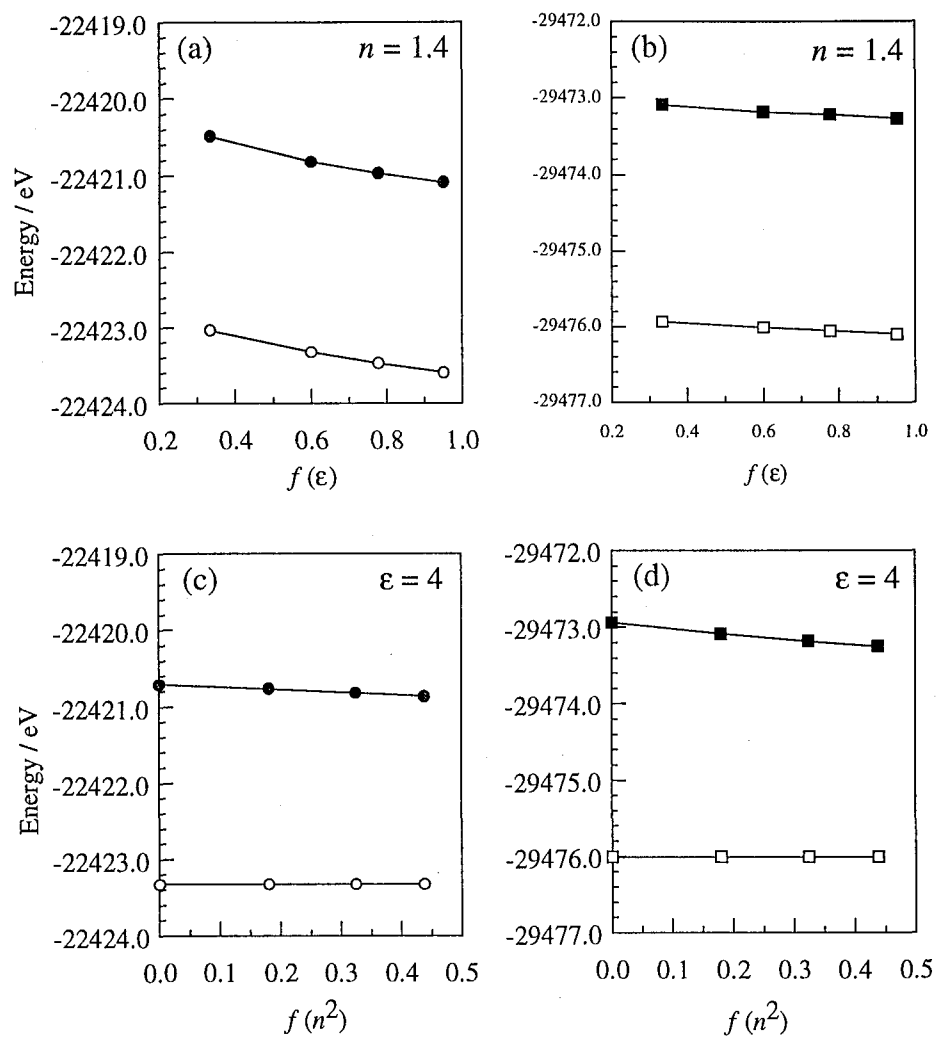 (a) n = 1.4
-22419.0
-22420.0
-22421.0
-22422.0
-22423.0
-22424.0
Energy / eV
0.2 0.4 0.6 0.8 1.0
f (ε)
(b) n = 1.4
-29472.0
-29473.0
-29474.0
-29475.0
-29476.0
-29477.0
0.2 0.4 0.6 0.8 1.0
f (ε)
(c) ε = 4
-22419.0
-22420.0
-22421.0
-22422.0
-22423.0
-22424.0
Energy / eV
0.0 0.1 0.2 0.3 0.4 0.5
f (n²)
(d) ε = 4
-29472.0
-29473.0
-29474.0
-29475.0
-29476.0
-29477.0
0.0 0.1 0.2 0.3 0.4 0.5
f (n²)